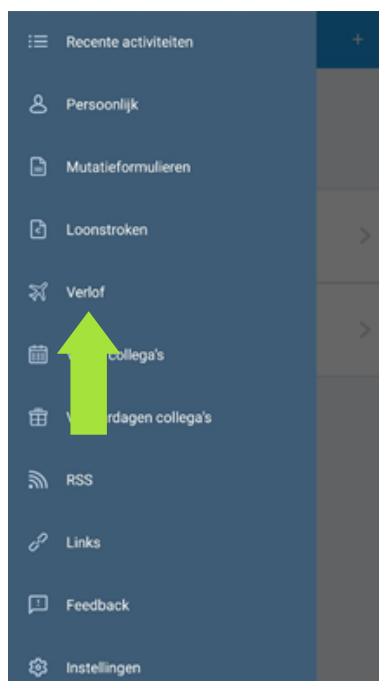 Recente activiteiten
Persoonlijk
Mutatieformulieren
Loonstroken
Verlof
collega's
collega's
RSS
Links
Feedback
Instellingen